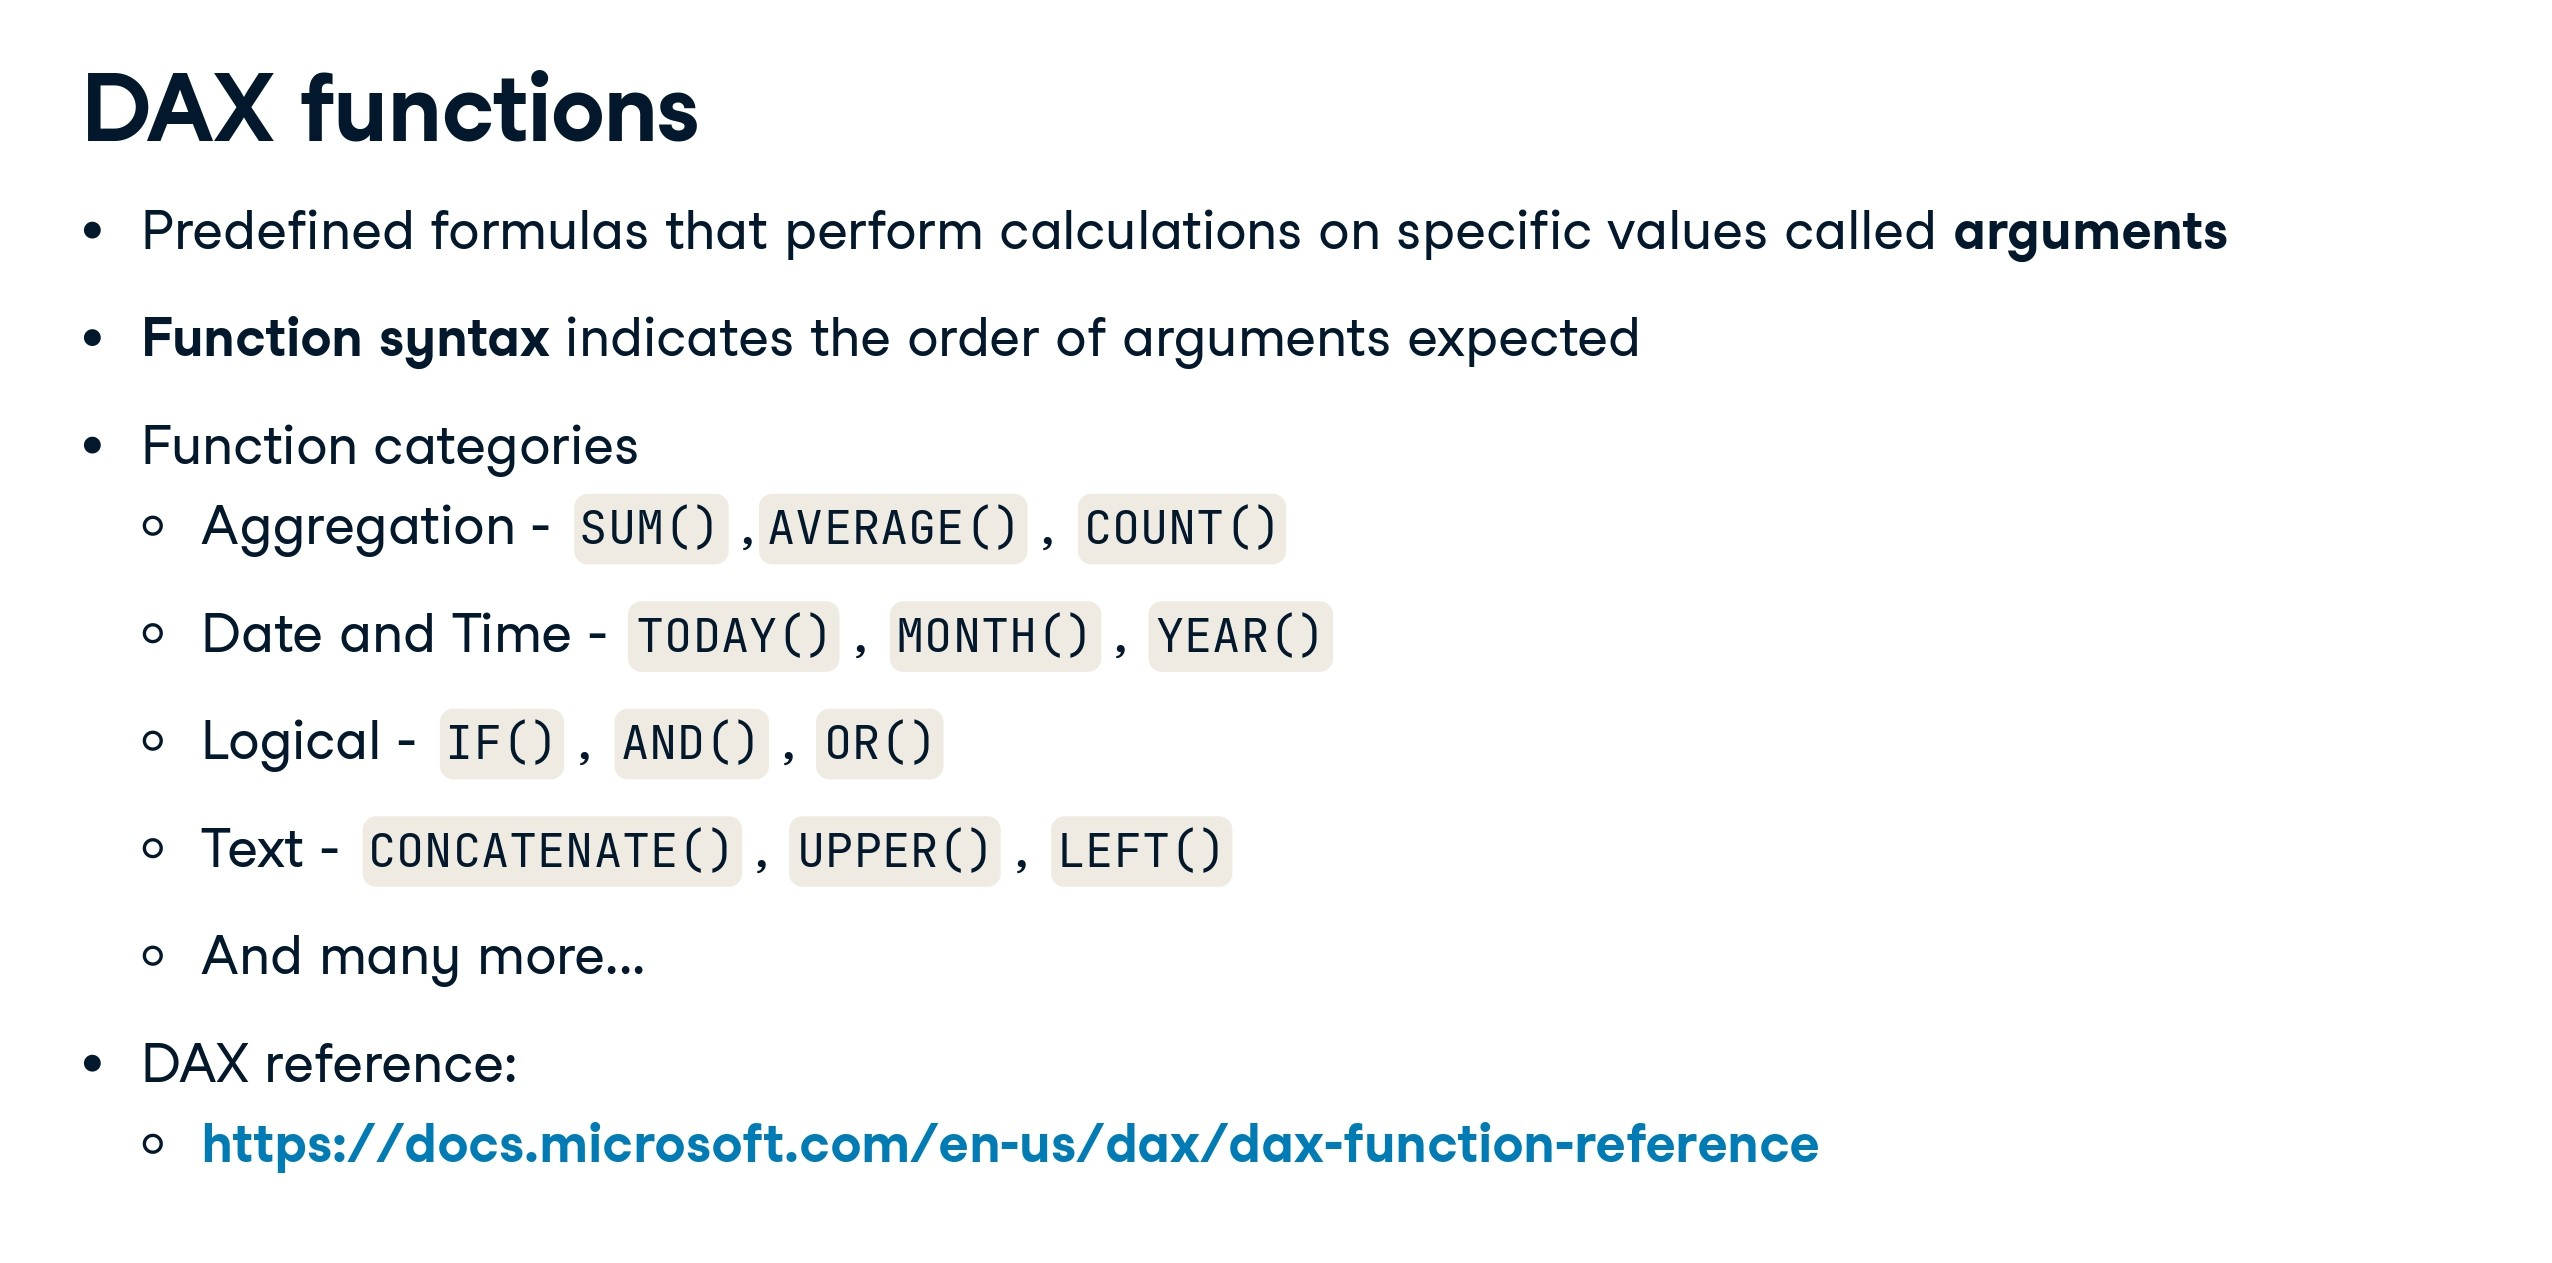 DAX functions
• Predefined formulas that perform calculations on specific values called arguments
• Function syntax indicates the order of arguments expected
• Function categories
○ Aggregation - SUM() ,AVERAGE() , COUNT()
○ Date and Time - TODAY() , MONTH() , YEAR()
○ Logical - IF() , AND() , OR()
○ Text - CONCATENATE() , UPPER() , LEFT()
○ And many more...
• DAX reference:
○ https://docs.microsoft.com/en-us/dax/dax-function-reference